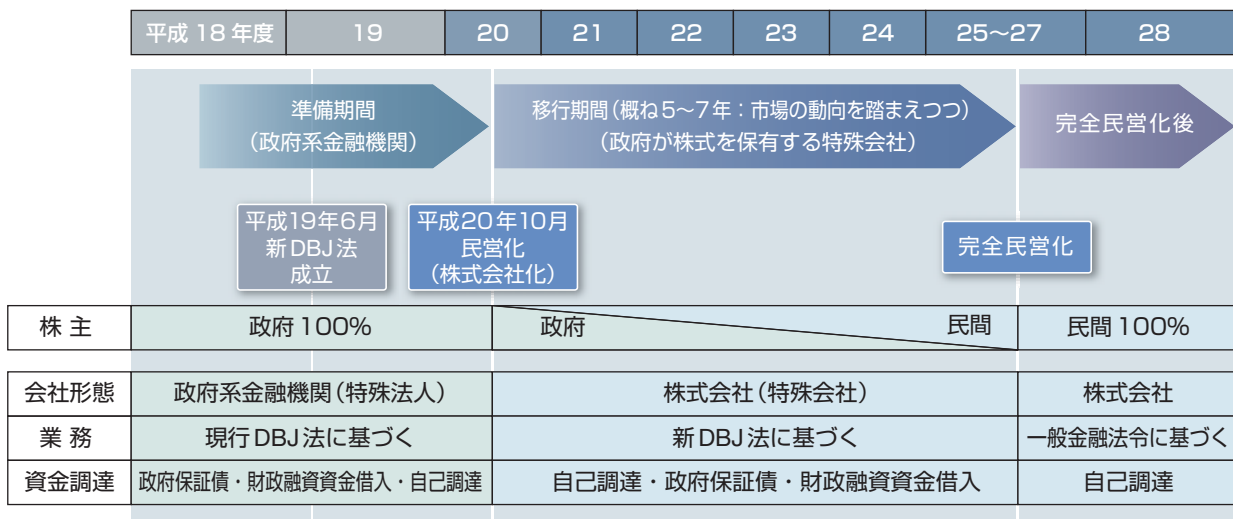 平成 18 年度 19 20 21 22 23 24 25〜27 28
準備期間
(政府系金融機関)
移行期間(概ね5〜7年:市場の動向を踏まえつつ)
(政府が株式を保有する特殊会社)
完全民営化後
平成19年6月
新DBJ法
成立
平成20年10月
民営化
(株式会社化)
完全民営化
株 主 政府 100% 政府 民間 民間 100%
会社形態 政府系金融機関(特殊法人) 株式会社(特殊会社) 株式会社
業 務 現行DBJ法に基づく 新DBJ法に基づく 一般金融法令に基づく
資金調達 政府保証債・財政融資資金借入・自己調達 自己調達・政府保証債・財政融資資金借入 自己調達